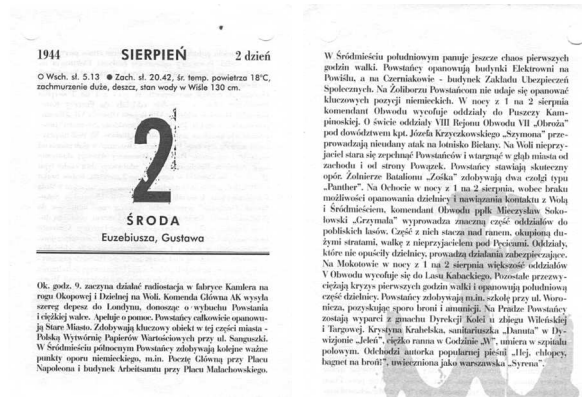 1944 SIERPIEŃ 2 dzień
O Wsch. sł. 5.13 ● Zach. sł. 20.42, śr. temp. powietrza 18°C,
zachmurzenie duże, deszcz, stan wody w Wiśle 130 cm.
2
ŚRODA
Euzebiusza, Gustawa
Ok. godz. 9. zaczyna działać radiostacja w fabryce Kamlera na
rogu Okopowej i Dzielnej na Woli. Komenda Główna AK wysyła
szereg depesz do Londynu, donosząc o wybuchu Powstania
i ciężkiej walce. Apeluje o pomoc. Powstańcy całkowicie opanowu-
ją Stare Miasto. Zdobywają kluczowy obiekt w tej części miasta -
Polską Wytwórnię Papierów Wartościowych przy ul. Sanguszki.
W Śródmieściu północnym Powstańcy zdobywają kolejne ważne
punkty oporu niemieckiego, m.in. Pocztę Główną przy Placu
Napoleona i budynek Arbeitsamtu przy Placu Małachowskiego.
W Śródmieściu południowym panuje jeszcze chaos pierwszych
godzin walki. Powstańcy opanowują budynki Elektrowni na
Powiślu, a na Czerniakowie - budynek Zakładu Ubezpieczeń
Społecznych. Na Żoliborzu Powstańcom nie udaje się opanować
kluczowych pozycji niemieckich. W nocy z 1 na 2 sierpnia
komendant Obwodu wycofuje oddziały do Puszczy Kam-
pinoskiej. O świcie oddziały VIII Rejonu Obwodu VII „Obroża”
pod dowództwem kpt. Józefa Krzyczkowskiego „Szymona” prze-
prowadzają nieudany atak na lotnisko Bielany. Na Woli nieprzy-
jaciel stara się zepchnąć Powstańców i wtargnąć w głąb miasta od
zachodu i od strony Powązek. Powstańcy stawiają skuteczny
opór. Żołnierze Batalionu „Zośka” zdobywają dwa czołgi typu
„Panther”. Na Ochocie w nocy z 1 na 2 sierpnia, wobec braku
możliwości opanowania dzielnicy i nawiązania kontaktu z Wolą
i Śródmieściem, komendant Obwodu ppłk Mieczysław Soko-
łowski „Grzymała” wyprowadza znaczną część oddziałów do
pobliskich lasów. Część z nich stacza nad ranem, okupioną du-
żymi stratami, walkę z nieprzyjacielem pod Pęcicami. Oddziały,
które nie opuściły dzielnicy, prowadzą działania zabezpieczające.
Na Mokotowie w nocy z 1 na 2 sierpnia większość oddziałów
V Obwodu wycofuje się do Lasu Kabackiego. Pozostałe przezwy-
ciężają kryzys pierwszych godzin walki i opanowują południową
część dzielnicy. Powstańcy zdobywają m.in. szkołę przy ul. Woro-
nicza, pozyskując sporo broni i amunicji. Na Pradze Powstańcy
zostają wyparci z gmachu Dyrekcji Kolei u zbiegu Wileńskiej
i Targowej. Krystyna Krahelska, sanitariuszka „Danuta” w Dy-
wizjonie „Jeleń”, ciężko ranna w Godzinie „W”, umiera w szpitalu
polowym. Odchodzi autorka popularnej pieśni „Hej, chłopcy,
bagnet na broń!”, uwieczniona jako warszawska „Syrena”.